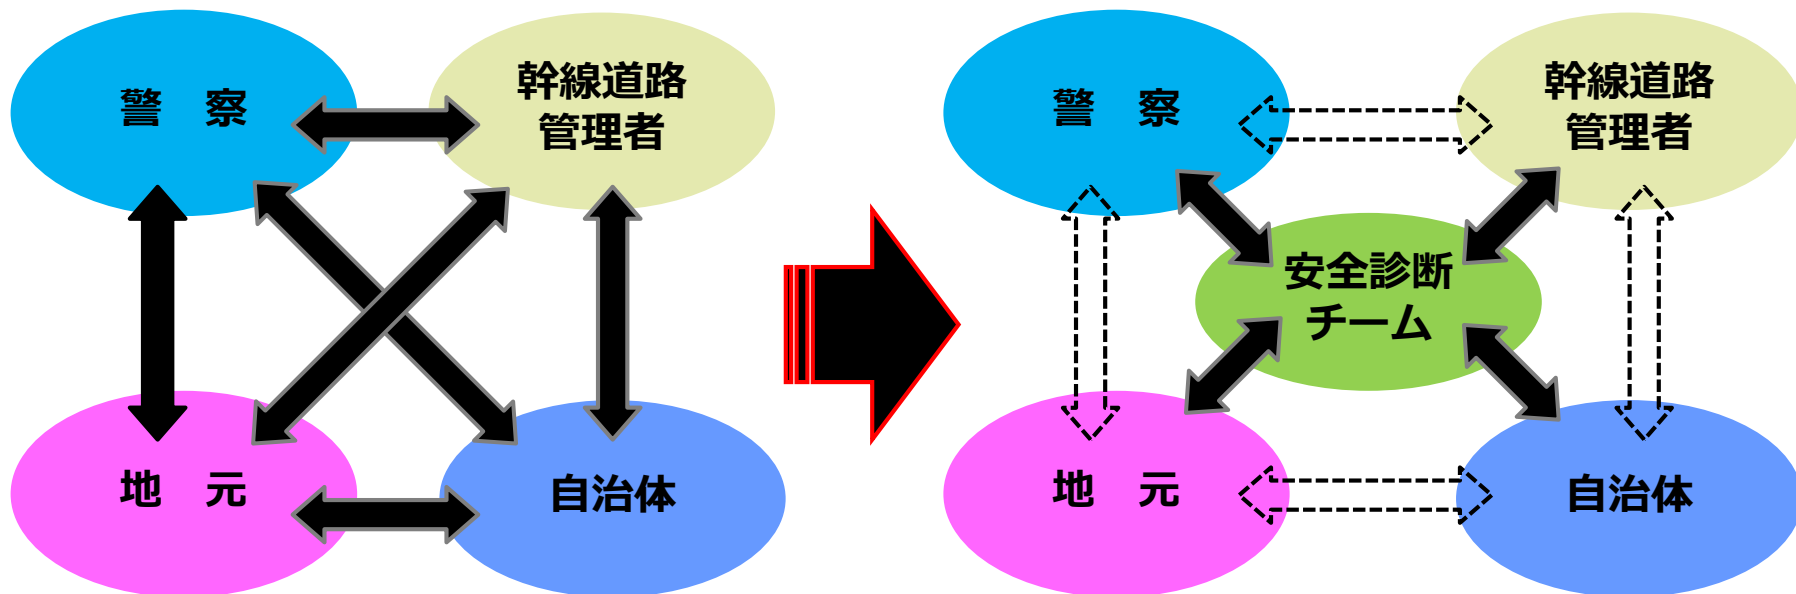 警　察
幹線道路
管理者
地　元
自治体
警　察
幹線道路
管理者
安全診断
チーム
地　元
自治体